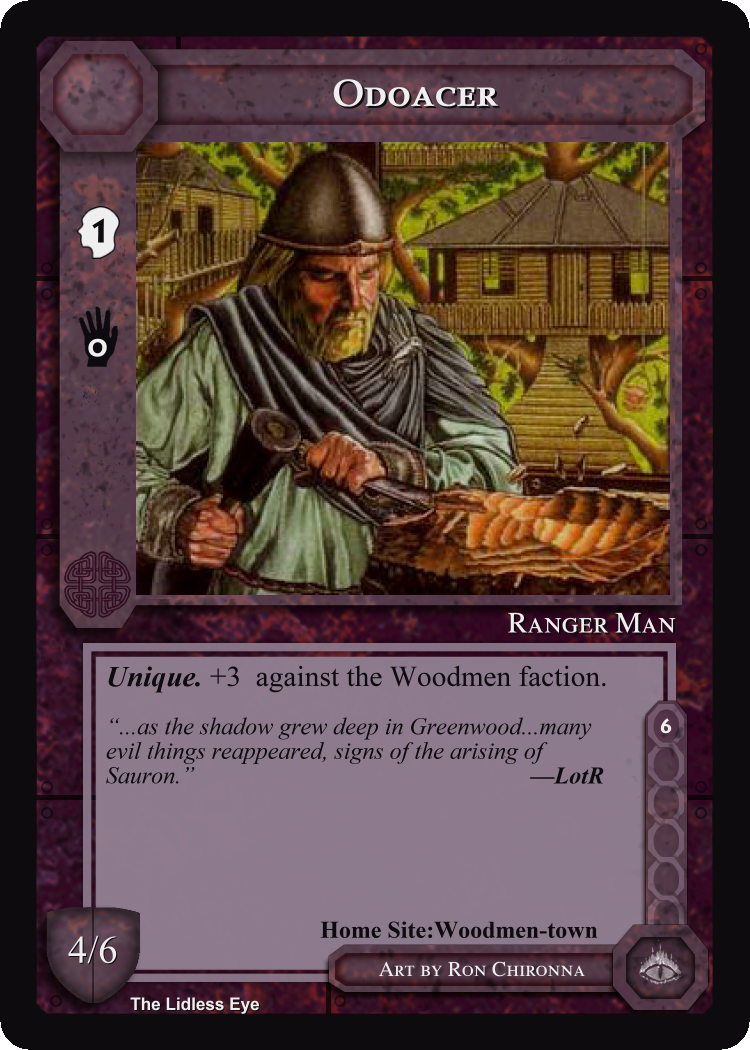 Odoacer
1
0
Ranger Man
Unique. +3 against the Woodmen faction.
“...as the shadow grew deep in Greenwood...many
evil things reappeared, signs of the arising of
Sauron.” —LotR
6
Home Site:Woodmen-town
4/6
Art by Ron Chironna
The Lidless Eye